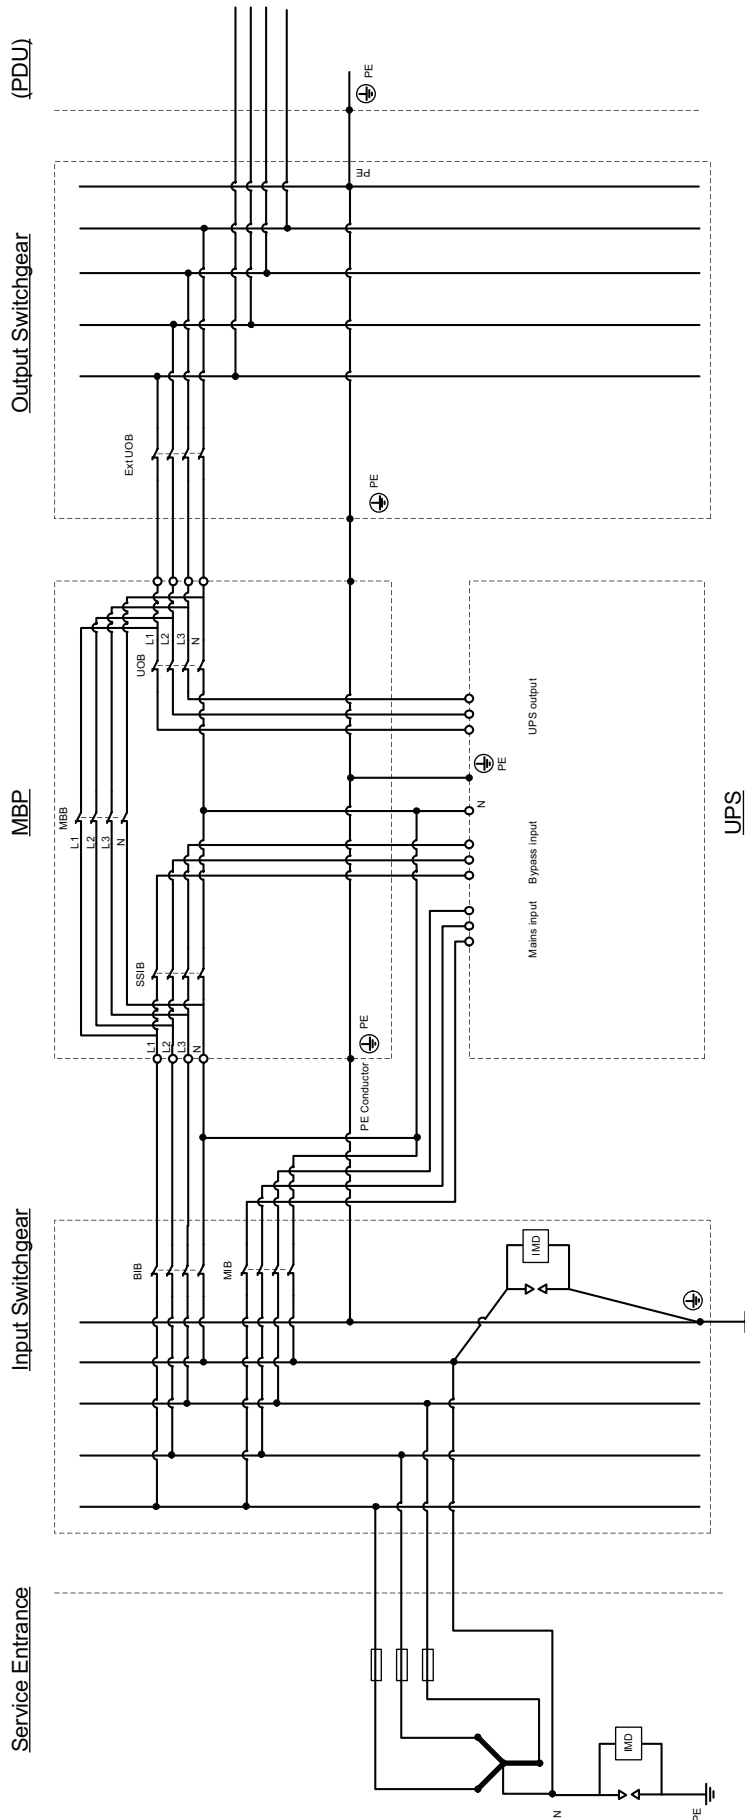 (PDU)
PE
PE
Output Switchgear
Ext UOB
PE
MBP
MBB
L1
L2
L3
N
UOB
L1
L2
L3
N
SSIB
L1
L2
L3
N
PE
PE Conductor
UPS output
PE
N
Bypass input
Mains input
UPS
Input Switchgear
BIB
MIB
IMD
Service Entrance
IMD
N
PE